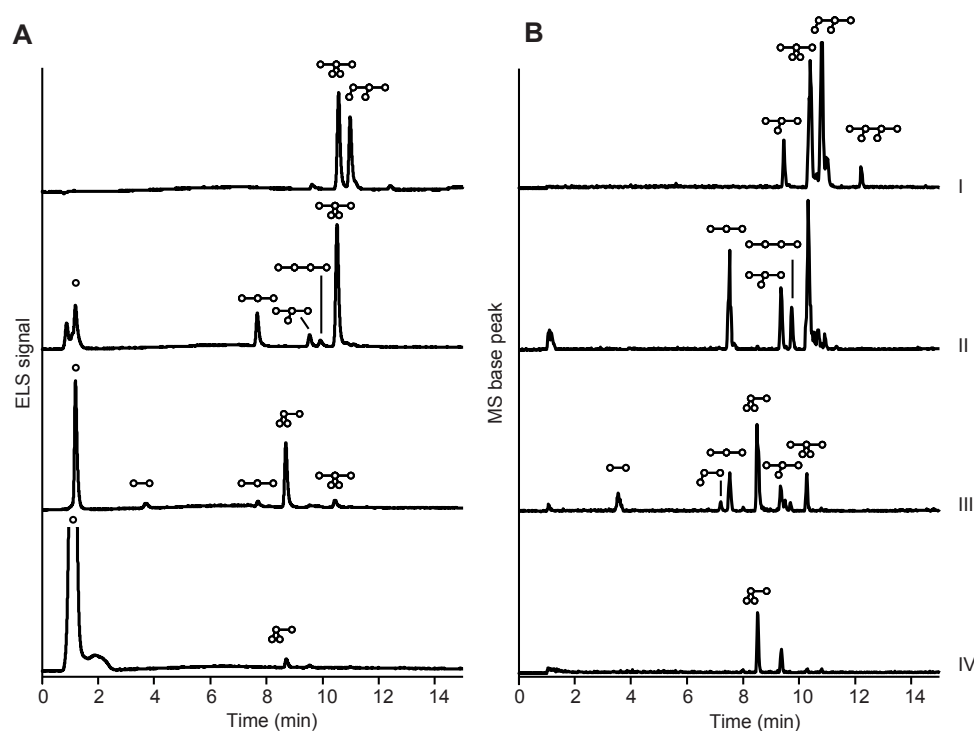 A
B
ELS signal
MS base peak
I
II
III
IV
0 2 4 6 8 10 12 14
0 2 4 6 8 10 12 14
Time (min)
Time (min)